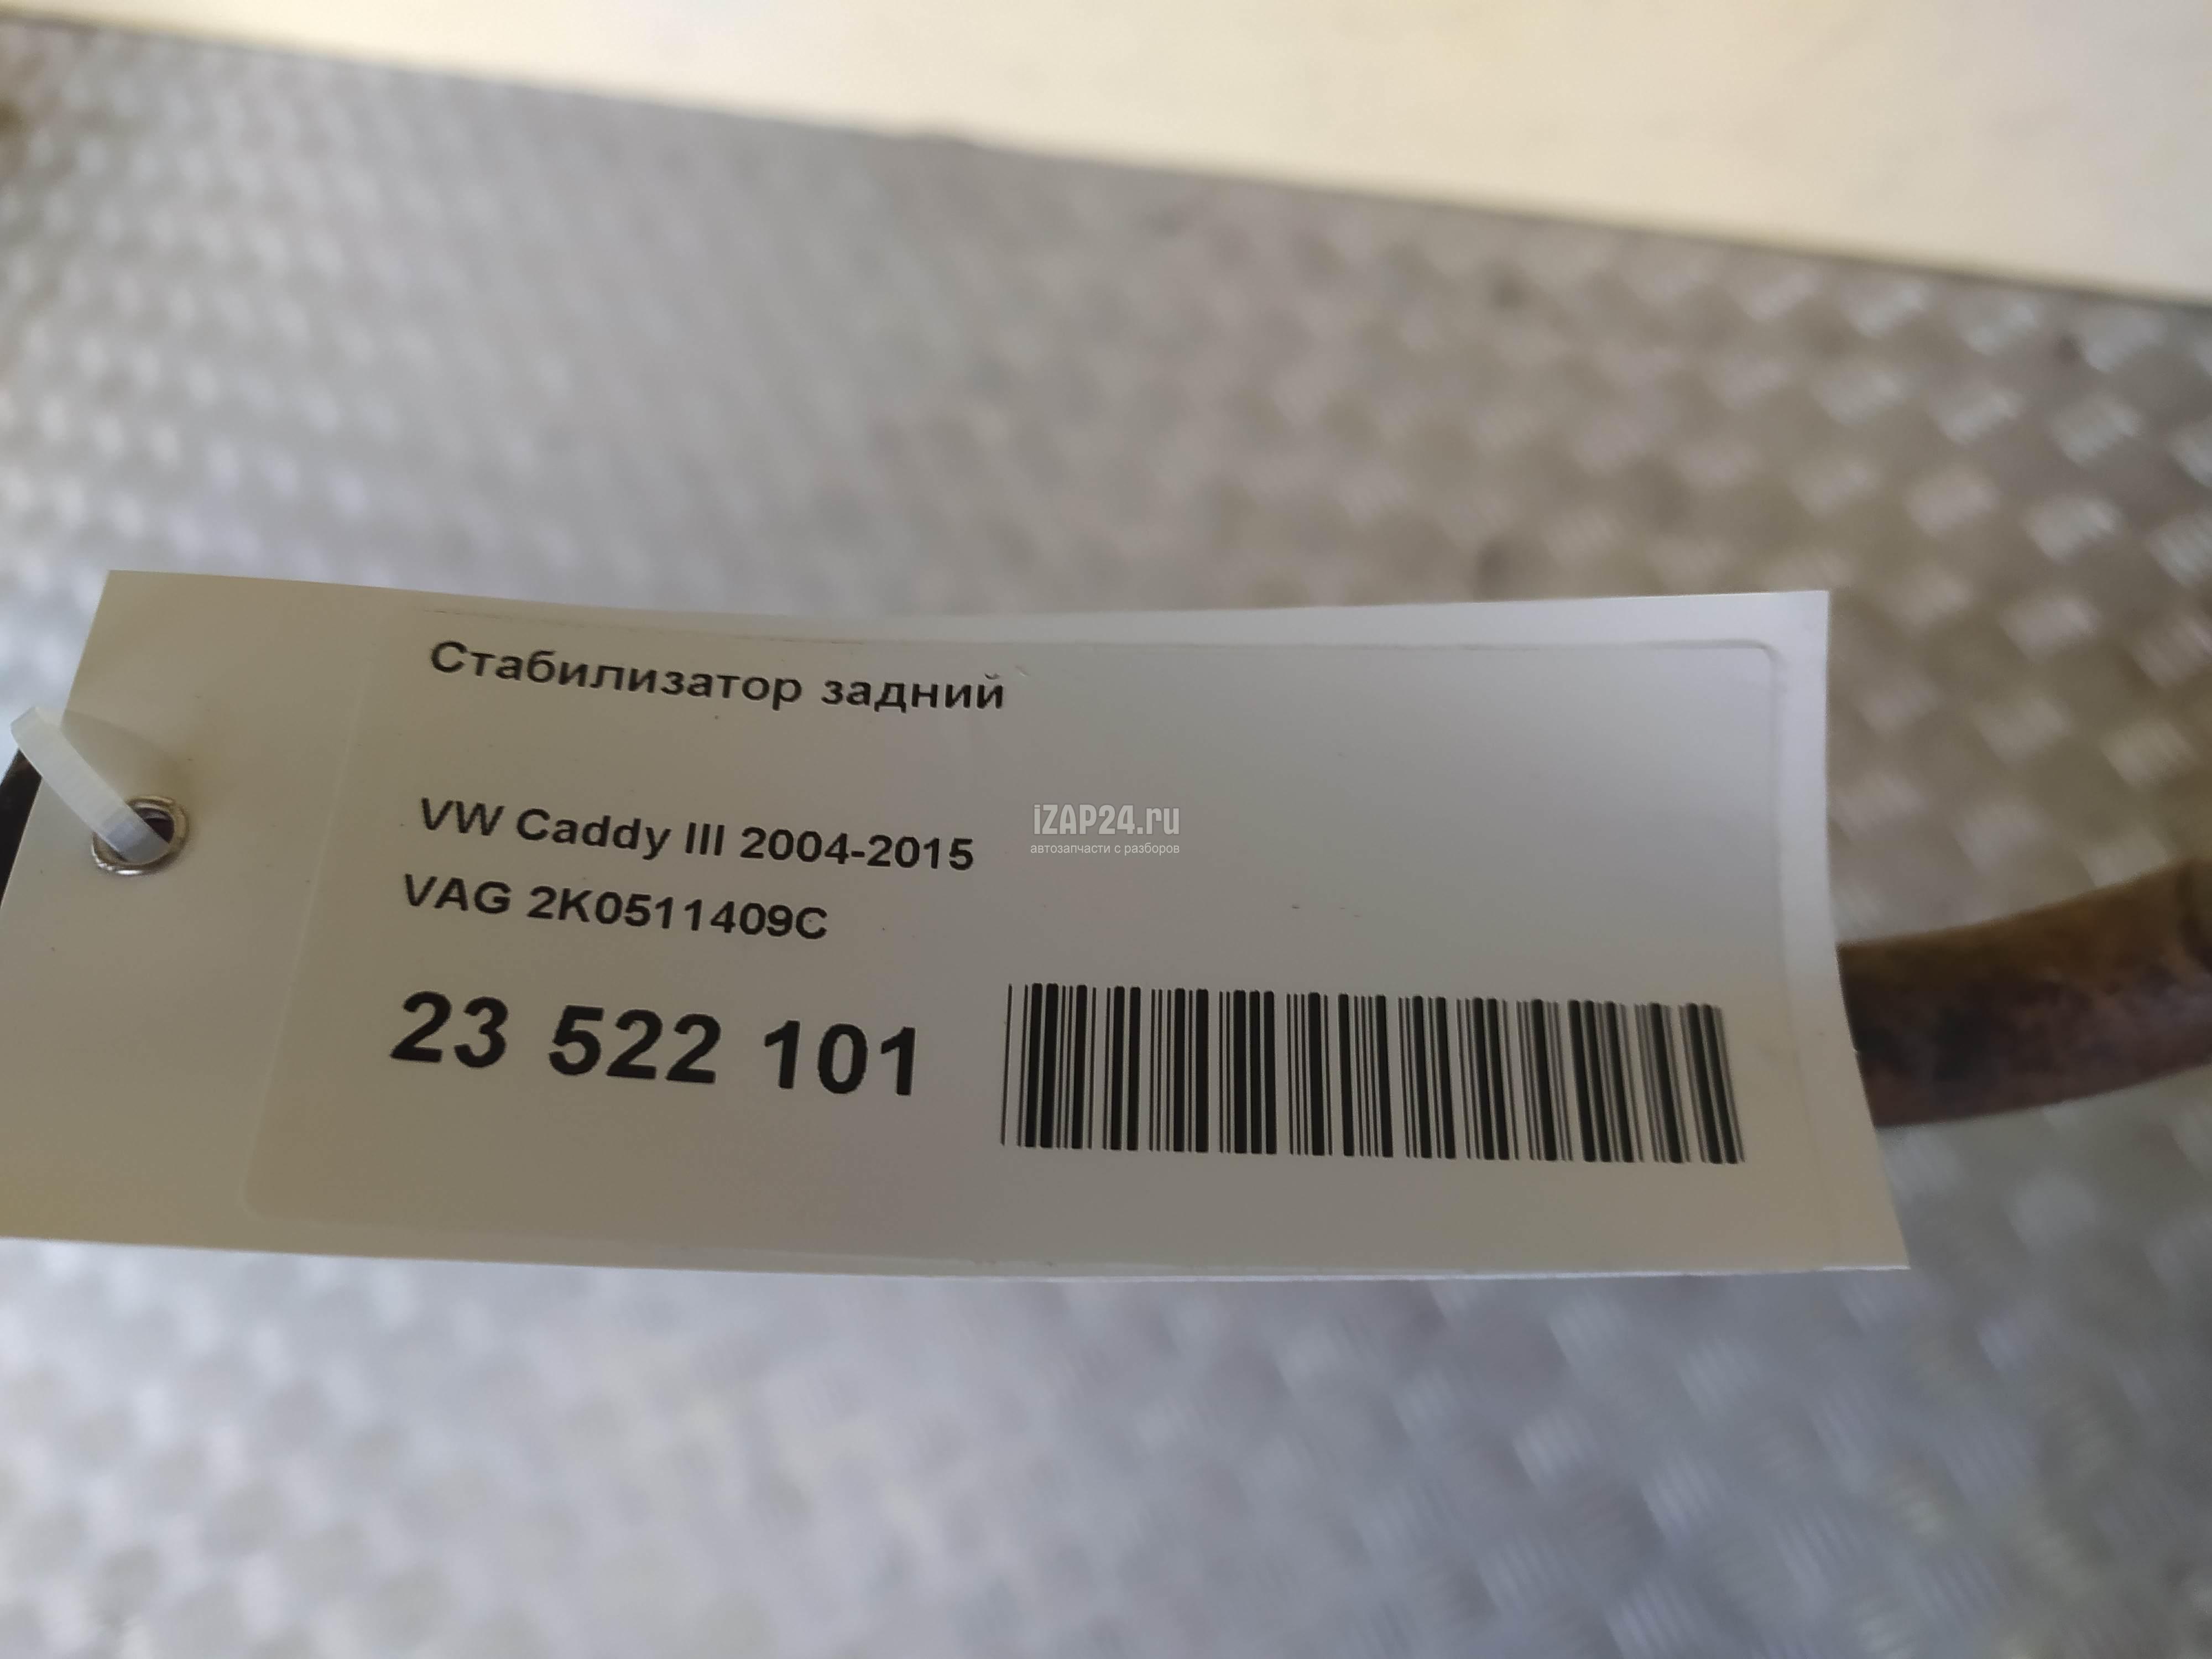 Стабилизатор задний
VW Caddy III 2004-2015
VAG 2K0511409C
23 522 101
iZAP24.ru
автозапчасти с разборов